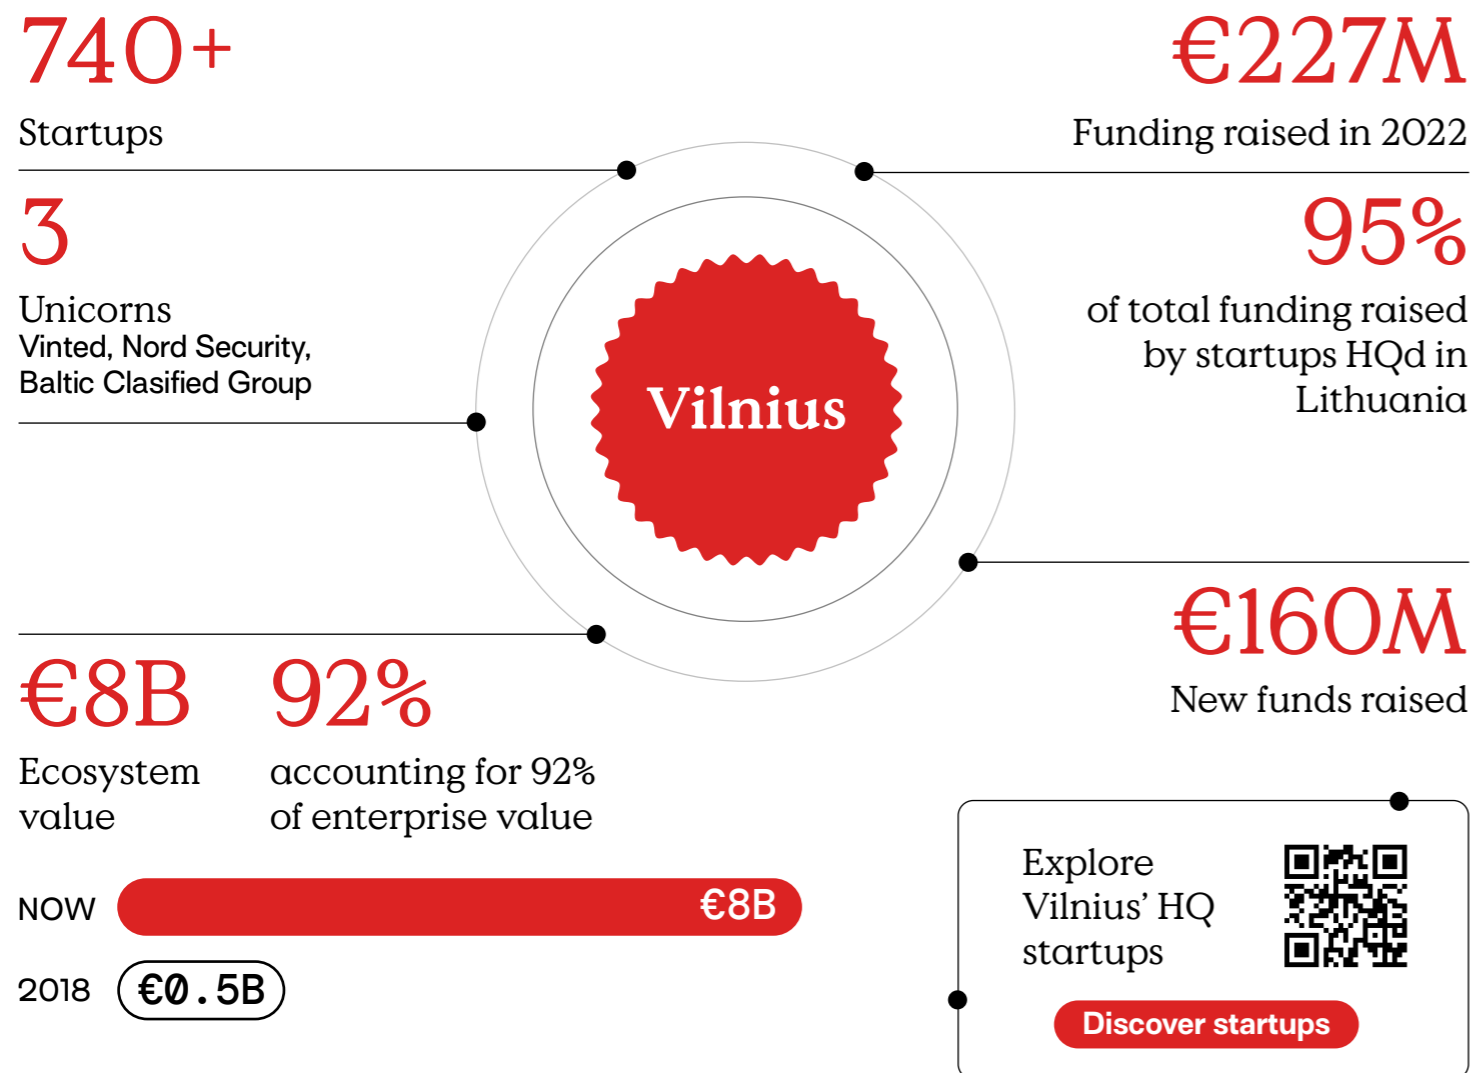 740+
Startups
3
Unicorns
Vinted, Nord Security,
Baltic Clasified Group
€227M
Funding raised in 2022
95%
of total funding raised
by startups HQd in
Lithuania
Vilnius
€160M
New funds raised
€8B
Ecosystem
value
92%
accounting for 92%
of enterprise value
NOW
€8B
2018
€0.5B
Explore
Vilnius’ HQ
startups
Discover startups